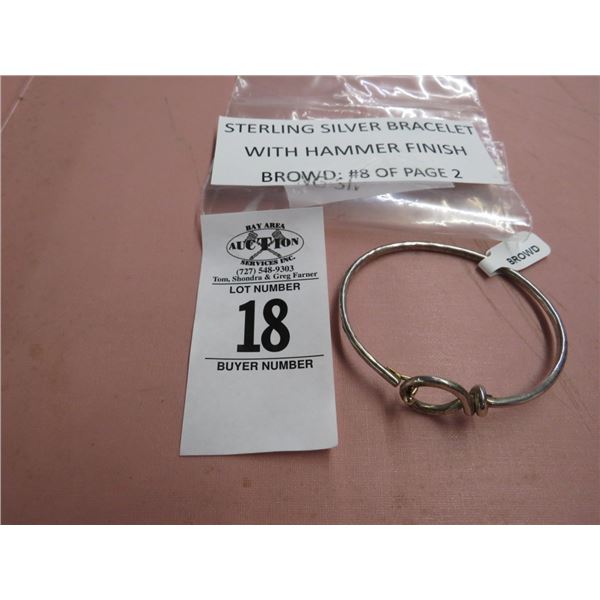 STERLING SILVER BRACELET
WITH HAMMER FINISH
BROWD: #8 OF PAGE 2
BROWD
BAY AREA
AUCTION
SERVICES INC.
(727) 548-9303
Tom, Shondra & Greg Farner
LOT NUMBER
18
BUYER NUMBER